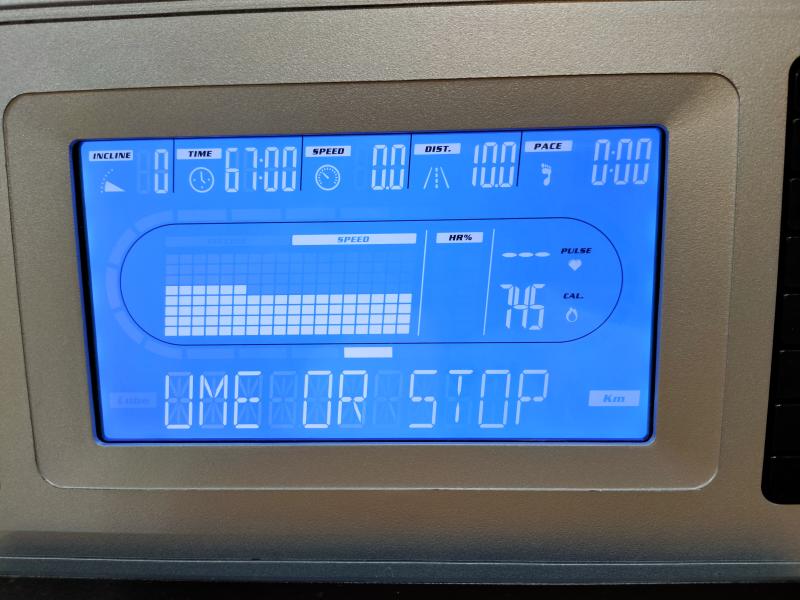 INCLINE TIME SPEED DIST. PACE
0 67:00 0.0 10.0 0:00
SPEED HR%
--- PULSE
745 CAL.
UME OR STOP
Km